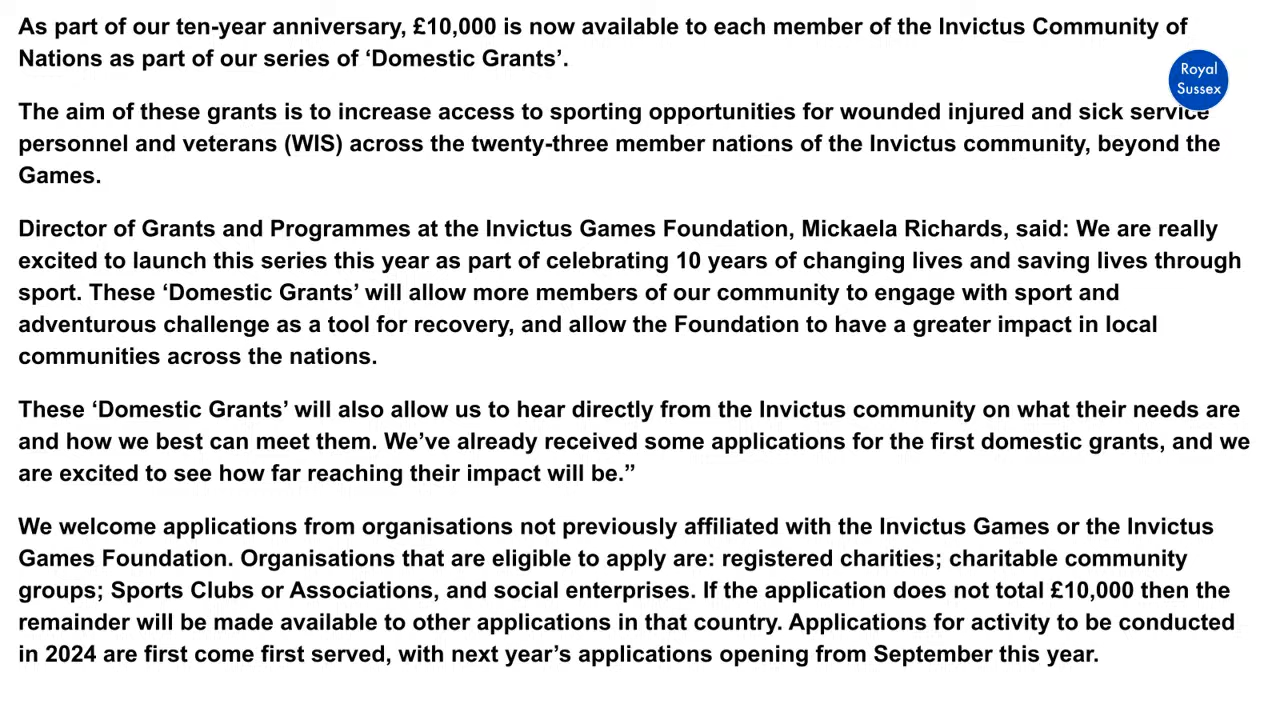 As part of our ten-year anniversary, £10,000 is now available to each member of the Invictus Community of
Nations as part of our series of ‘Domestic Grants’.
Royal
Sussex
The aim of these grants is to increase access to sporting opportunities for wounded injured and sick service
personnel and veterans (WIS) across the twenty-three member nations of the Invictus community, beyond the
Games.
Director of Grants and Programmes at the Invictus Games Foundation, Mickaela Richards, said: We are really
excited to launch this series this year as part of celebrating 10 years of changing lives and saving lives through
sport. These ‘Domestic Grants’ will allow more members of our community to engage with sport and
adventurous challenge as a tool for recovery, and allow the Foundation to have a greater impact in local
communities across the nations.
These ‘Domestic Grants’ will also allow us to hear directly from the Invictus community on what their needs are
and how we best can meet them. We’ve already received some applications for the first domestic grants, and we
are excited to see how far reaching their impact will be.”
We welcome applications from organisations not previously affiliated with the Invictus Games or the Invictus
Games Foundation. Organisations that are eligible to apply are: registered charities; charitable community
groups; Sports Clubs or Associations, and social enterprises. If the application does not total £10,000 then the
remainder will be made available to other applications in that country. Applications for activity to be conducted
in 2024 are first come first served, with next year’s applications opening from September this year.